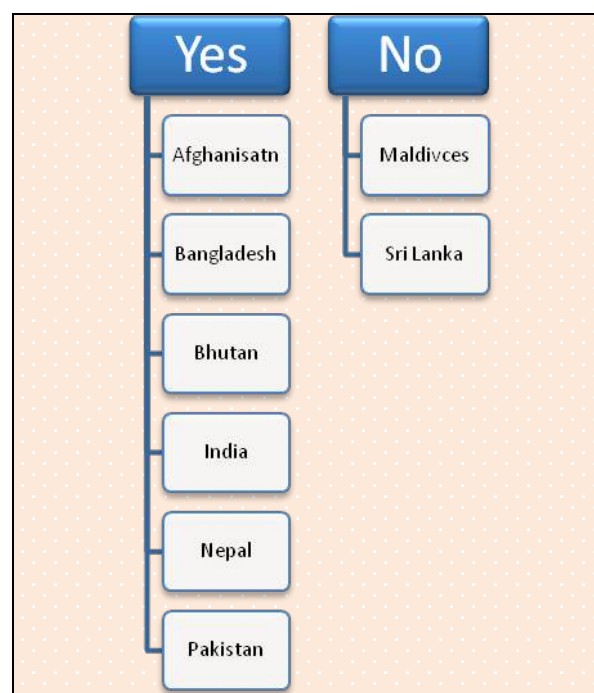 Yes
Afghanisatn
Bangladesh
Bhutan
India
Nepal
Pakistan
No
Maldivces
Sri Lanka